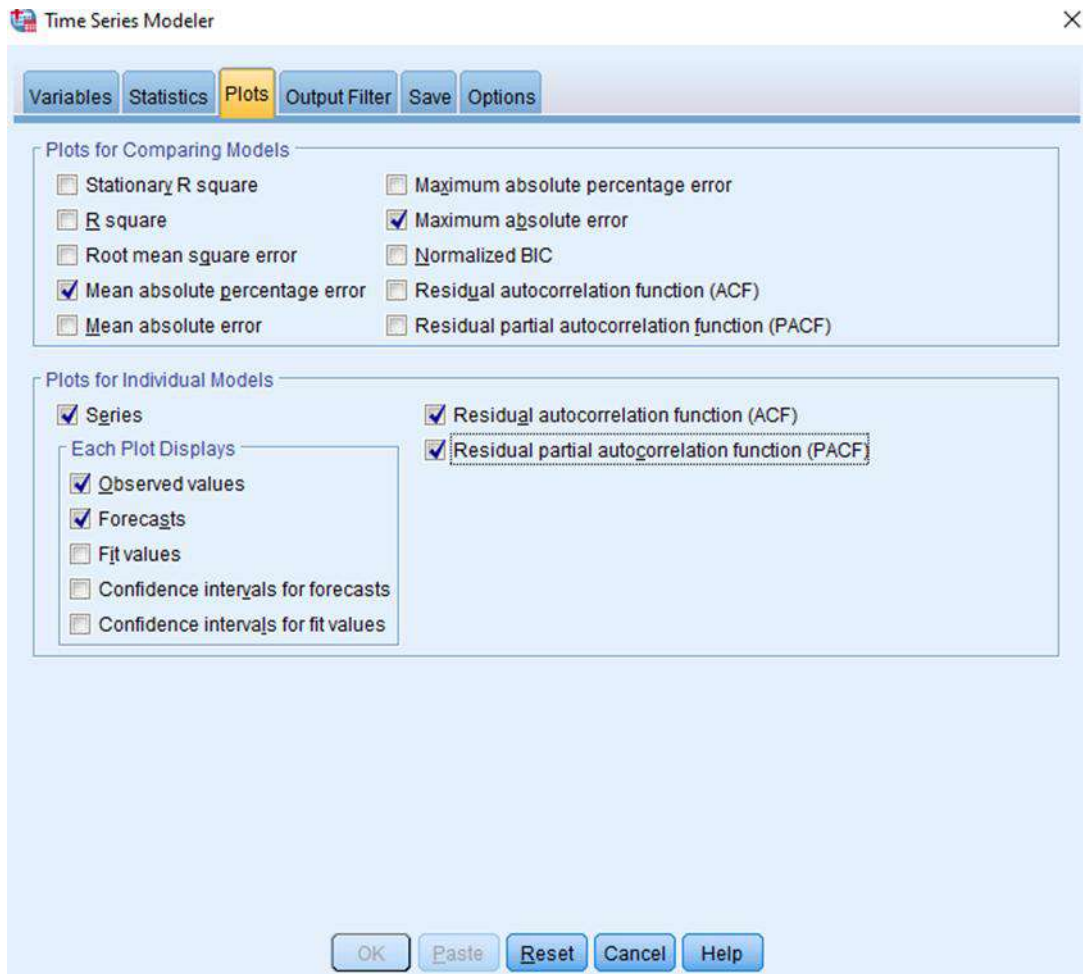 Time Series Modeler
Variables Statistics Plots Output Filter Save Options
Plots for Comparing Models
Stationary R square
R square
Root mean square error
Mean absolute percentage error
Mean absolute error
Maximum absolute percentage error
Maximum absolute error
Normalized BIC
Residual autocorrelation function (ACF)
Residual partial autocorrelation function (PACF)
Plots for Individual Models
Series
Each Plot Displays
Observed values
Forecasts
Fit values
Confidence intervals for forecasts
Confidence intervals for fit values
Residual autocorrelation function (ACF)
Residual partial autocorrelation function (PACF)
OK Paste Reset Cancel Help